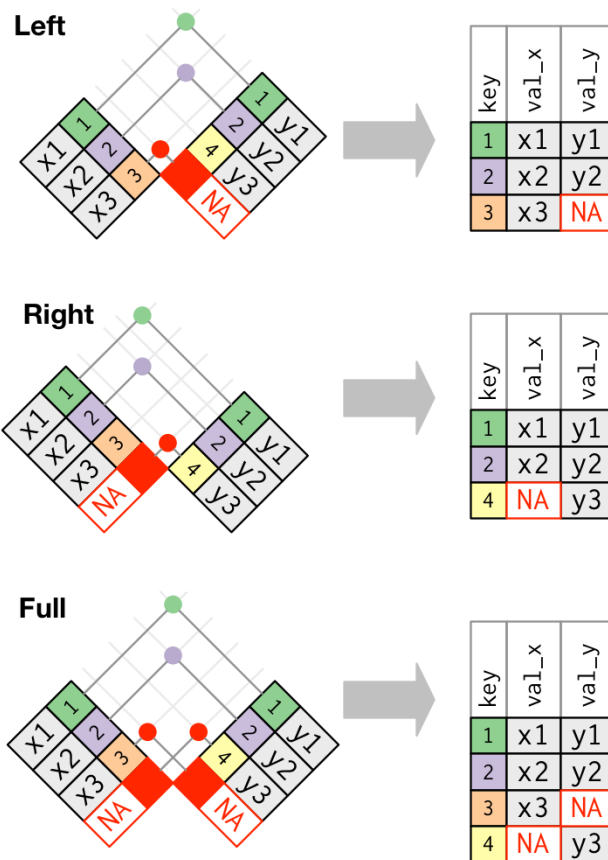 Left
1 2 3
x1 x2 x3
1 2 4
y1 y2 y3 NA
key val_x val_y
1 x1 y1
2 x2 y2
3 x3 NA
Right
1 2 3
x1 x2 x3 NA
1 2 4
y1 y2 y3
key val_x val_y
1 x1 y1
2 x2 y2
4 NA y3
Full
1 2 3
x1 x2 x3 NA
1 2 4
y1 y2 y3 NA
key val_x val_y
1 x1 y1
2 x2 y2
3 x3 NA
4 NA y3